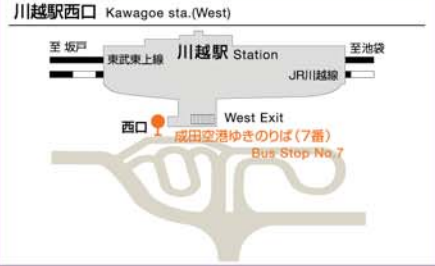 川越駅西口 Kawagoe sta.(West)
至 坂戸
川越駅 Station
至池袋
東武東上線
JR川越線
西口
West Exit
成田空港ゆきのりば(7番)
Bus Stop No.7